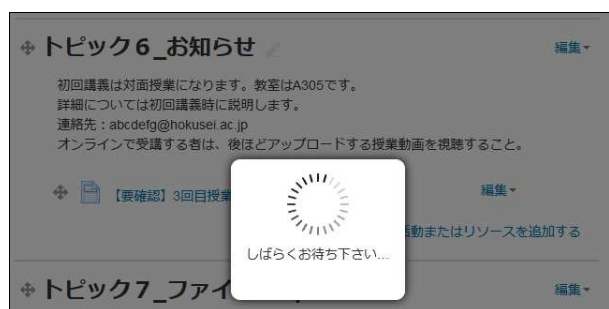 トピック6_お知らせ
編集
初回講義は対面授業になります。教室はA305です。
詳細については初回講義時に説明します。
連絡先：abcdefg@hokusei.ac.jp
オンラインで受講する者は、後ほどアップロードする授業動画を視聴すること。
【要確認】3回目授業
編集
しばらくお待ち下さい...
動またはリソースを追加する
トピック7_ファイ
編集